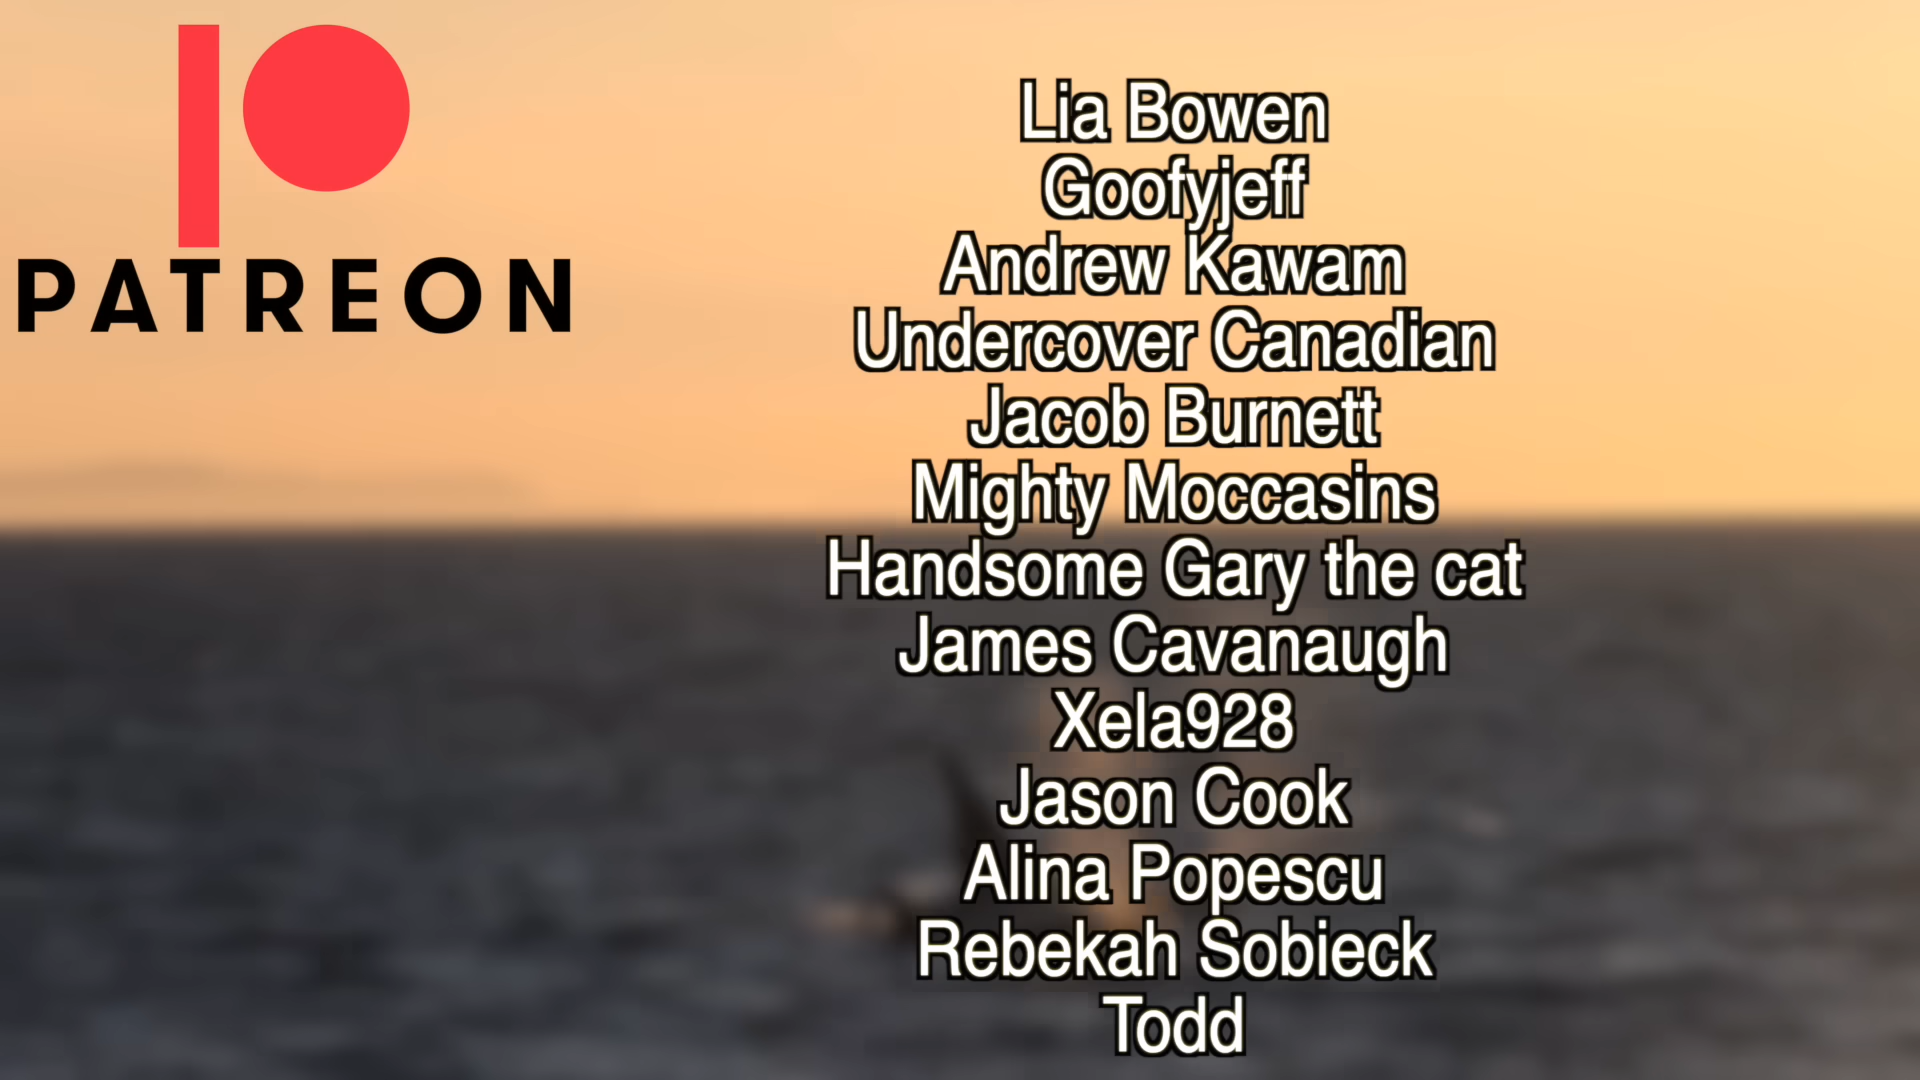 PATREON
Lia Bowen
Goofyjeff
Andrew Kawam
Undercover Canadian
Jacob Burnett
Mighty Moccasins
Handsome Gary the cat
James Cavanaugh
Xela928
Jason Cook
Alina Popescu
Rebekah Sobieck
Todd